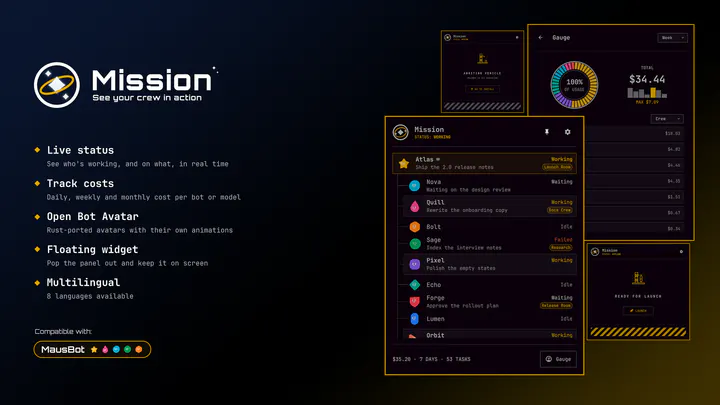 Mission
See your crew in action
Live status
See who's working, and on what, in real time
Track costs
Daily, weekly and monthly cost per bot or model
Open Bot Avatar
Rust-ported avatars with their own animations
Floating widget
Pop the panel out and keep it on screen
Multilingual
8 languages available
Compatible with:
MausBot
Mission
AWAITING VEHICLE
Gauge
Week
100%
OF USAGE
TOTAL
$34.44
MAX $7.69
Crew
Mission
STATUS: WORKING
Atlas
Working
Ship the 2.0 release notes
Launch Room
Nova
Waiting
Waiting on the design review
Quill
Working
Rewrite the onboarding copy
Docs Crew
Bolt
Idle
Sage
Failed
Index the interview notes
Research
Pixel
Working
Polish the empty states
Echo
Idle
Forge
Waiting
Approve the rollout plan
Release Room
Lumen
Idle
Orbit
Working
$35.20 · 7 DAYS · 53 TASKS
Gauge
Mission
READY FOR LAUNCH
LAUNCH